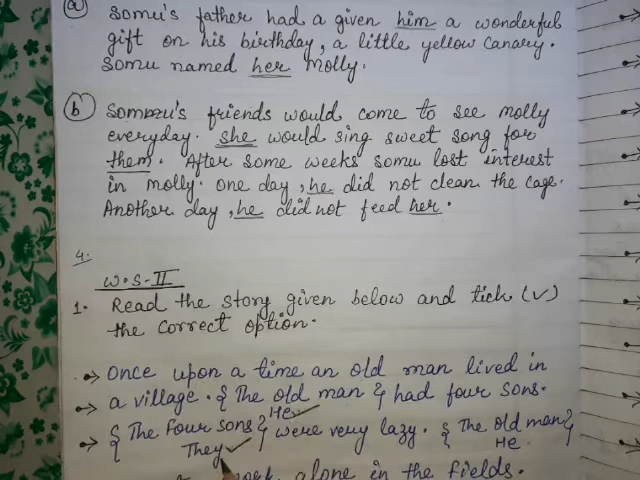 a) Somu's father had a given him a wonderful
gift on his birthday, a little yellow canary.
Somu named her Molly.
b) Somu's friends would come to see Molly
everyday. She would sing sweet song for
them. After some weeks Somu lost interest
in Molly. One day, he did not clean the cage.
Another day, he did not feed her.
4.
W.S-II
1. Read the story given below and tick (✓)
the correct option.
→ Once upon a time an old man lived in
→ a village. { The old man } had four sons.
He ✓
→ { The four sons } were very lazy. { The old man }
They ✓ He
work alone in the fields.